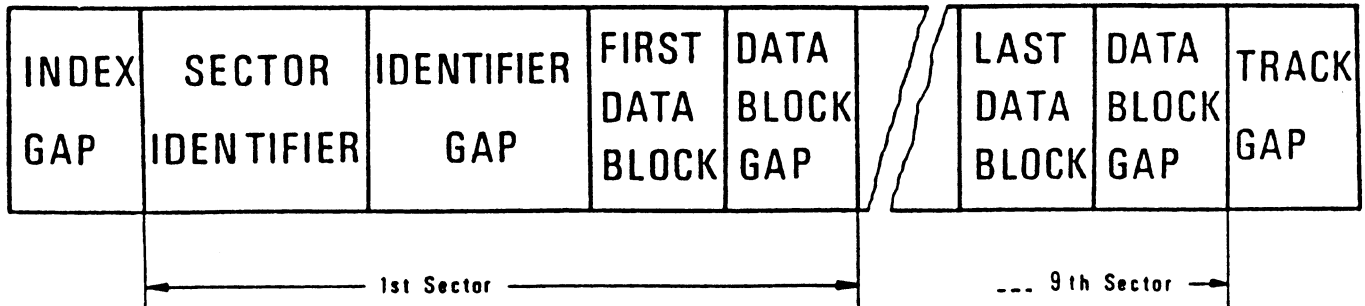 INDEX
GAP
SECTOR
IDENTIFIER
IDENTIFIER
GAP
FIRST
DATA
BLOCK
DATA
BLOCK
GAP
LAST
DATA
BLOCK
DATA
BLOCK
GAP
TRACK
GAP
1st Sector
--- 9th Sector